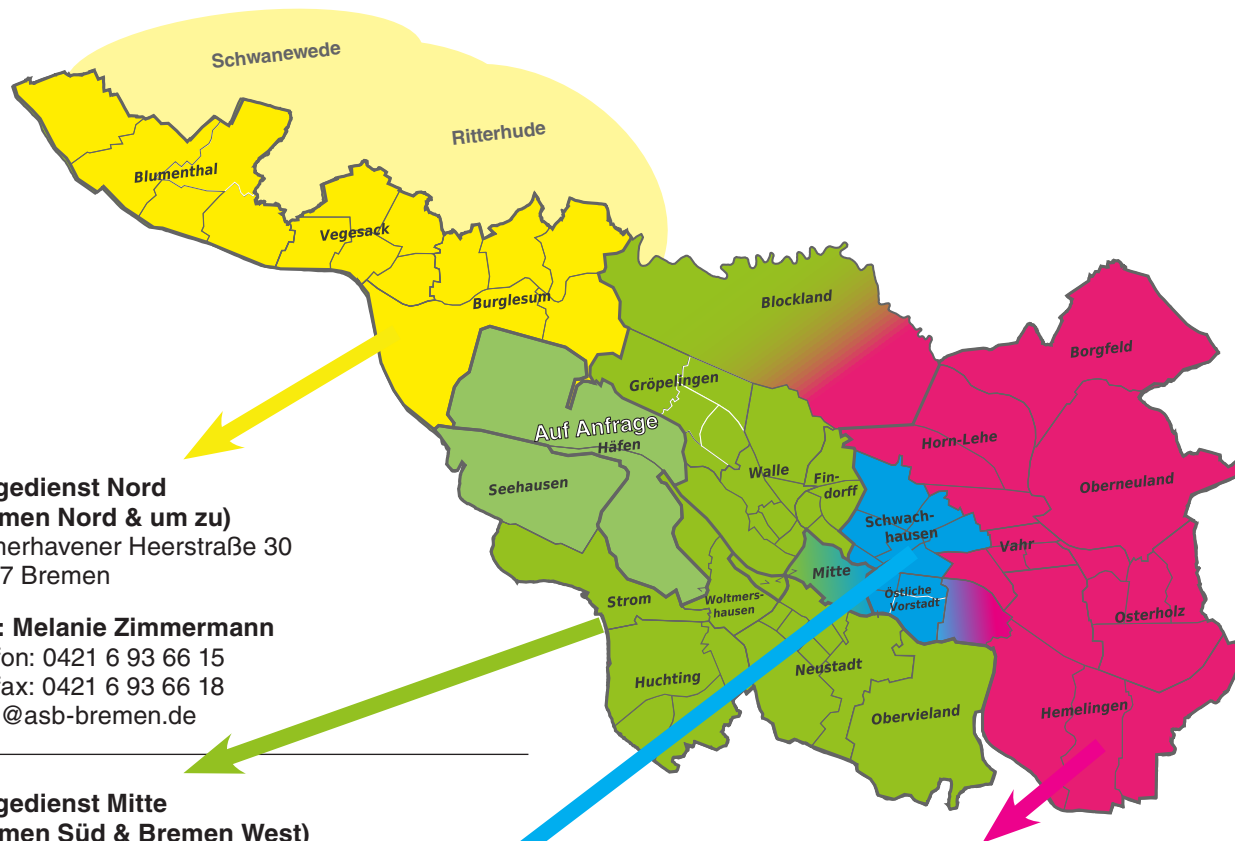 Schwanewede
Ritterhude
Blumenthal
Vegesack
Burglesum
Blockland
Borgfeld
Gröpelingen
Auf Anfrage
Häfen
Horn-Lehe
Walle
Fin-
dorff
Oberneuland
Seehausen
Schwach-
hausen
Vahr
Mitte
Östliche
Vorstadt
Strom
Woltmers-
hausen
Osterholz
Neustadt
Huchting
Obervieland
Hemelingen
gedienst Nord
men Nord & um zu)
merhavener Heerstraße 30
7 Bremen
: Melanie Zimmermann
fon: 0421 6 93 66 15
fax: 0421 6 93 66 18
@asb-bremen.de
gedienst Mitte
men Süd & Bremen West)